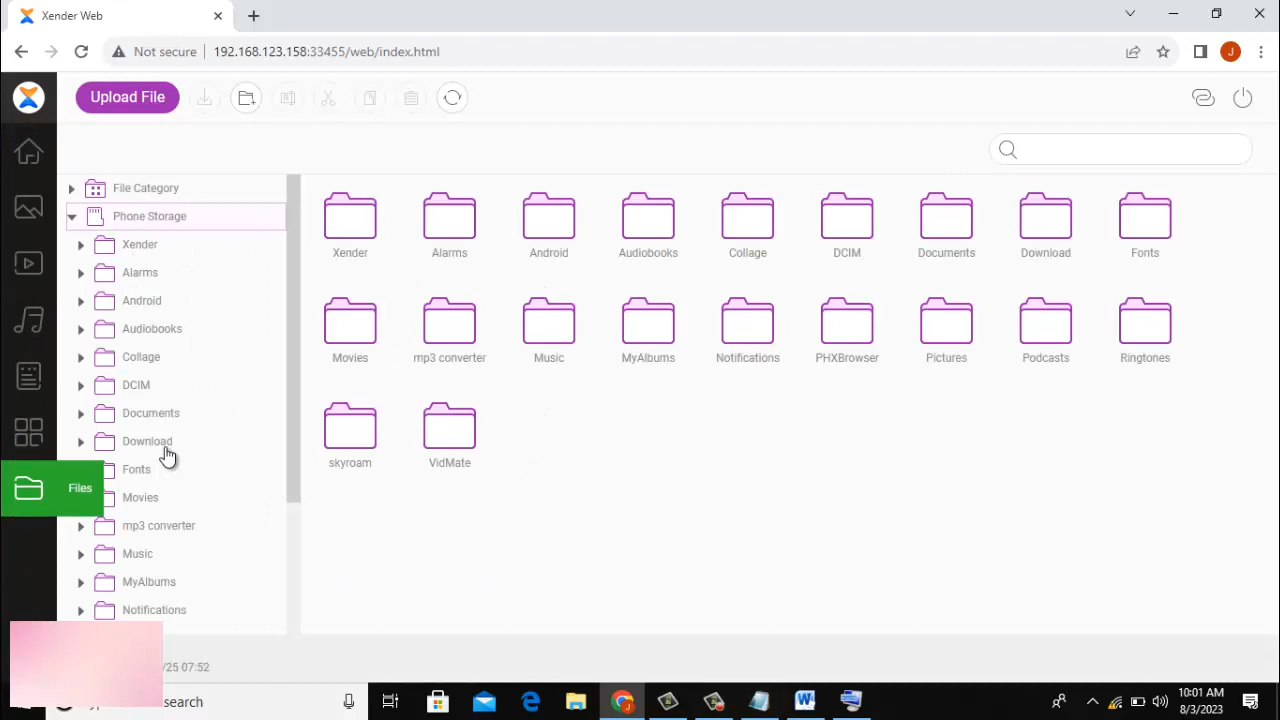 Xender Web
Not secure
192.168.123.158:33455/web/index.html
J
Upload File
File Category
Phone Storage
Xender
Alarms
Android
Audiobooks
Collage
DCIM
Documents
Download
Fonts
Movies
mp3 converter
Music
MyAlbums
Notifications
Files
Xender Alarms Android Audiobooks Collage DCIM Documents Download Fonts
Movies mp3 converter Music MyAlbums Notifications PHXBrowser Pictures Podcasts Ringtones
skyroam VidMate
/25 07:52
search
10:01 AM
8/3/2023